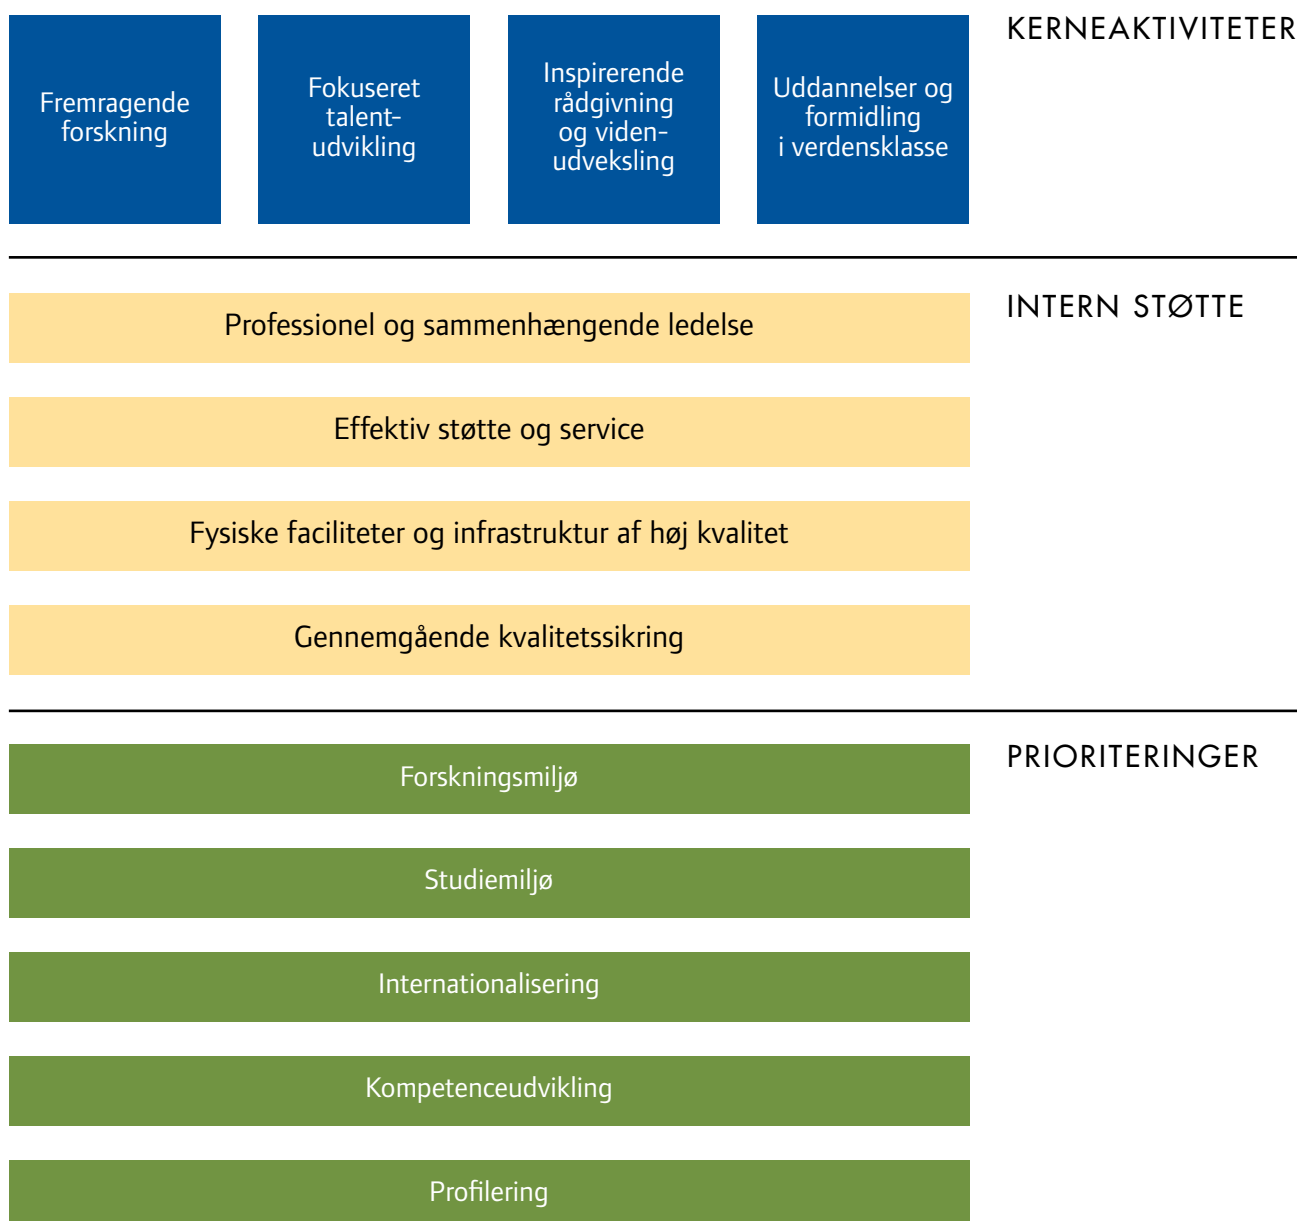 KERNEAKTIVITETER
Fremragende
forskning
Fokuseret
talent-
udvikling
Inspirerende
rådgivning
og viden-
udveksling
Uddannelser og
formidling
i verdensklasse
INTERN STØTTE
Professionel og sammenhængende ledelse
Effektiv støtte og service
Fysiske faciliteter og infrastruktur af høj kvalitet
Gennemgående kvalitetssikring
PRIORITERINGER
Forskningsmiljø
Studiemiljø
Internationalisering
Kompetenceudvikling
Profilering